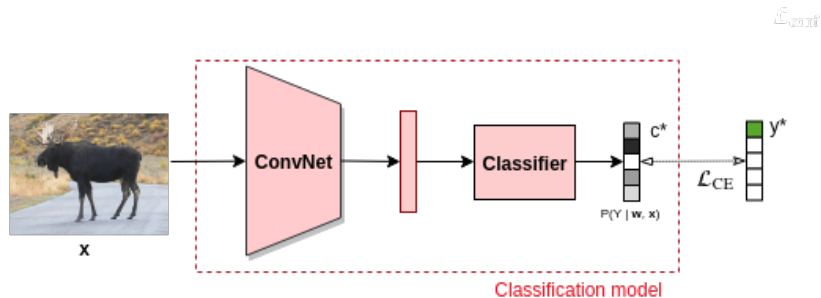 ConvNet
Classifier
c*
y*
ℒCE
P(Y | w, x)
x
Classification model